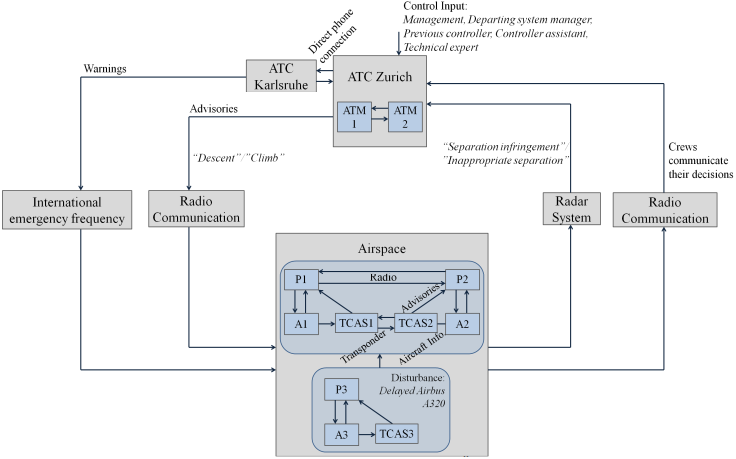 Control Input:
Management, Departing system manager,
Previous controller, Controller assistant,
Technical expert
Direct phone
connection
ATC
Karlsruhe
ATC Zurich
Warnings
Advisories
ATM
1
ATM
2
"Descent"/"Climb"
"Separation infringement"/
"Inappropriate separation"
Crews
communicate
their decisions
International
emergency frequency
Radio
Communication
Radar
System
Radio
Communication
Airspace
P1
Radio
P2
Advisories
A1
TCAS1
TCAS2
A2
Transponder
Aircraft Info.
Disturbance:
Delayed Airbus
A320
P3
A3
TCAS3